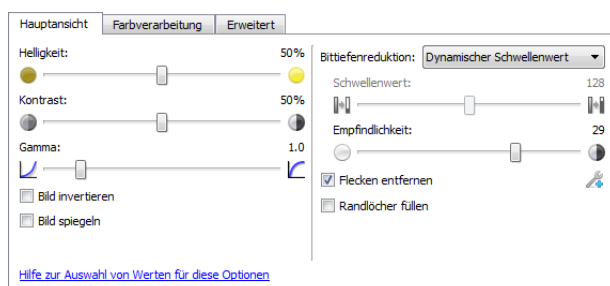 Hauptansicht Farbverarbeitung Erweitert
Helligkeit: 50%
Kontrast: 50%
Gamma: 1.0
Bild invertieren
Bild spiegeln
Hilfe zur Auswahl von Werten für diese Optionen
Bittiefenreduktion: Dynamischer Schwellenwert
Schwellenwert: 128
Empfindlichkeit: 29
Flecken entfernen
Randlöcher füllen